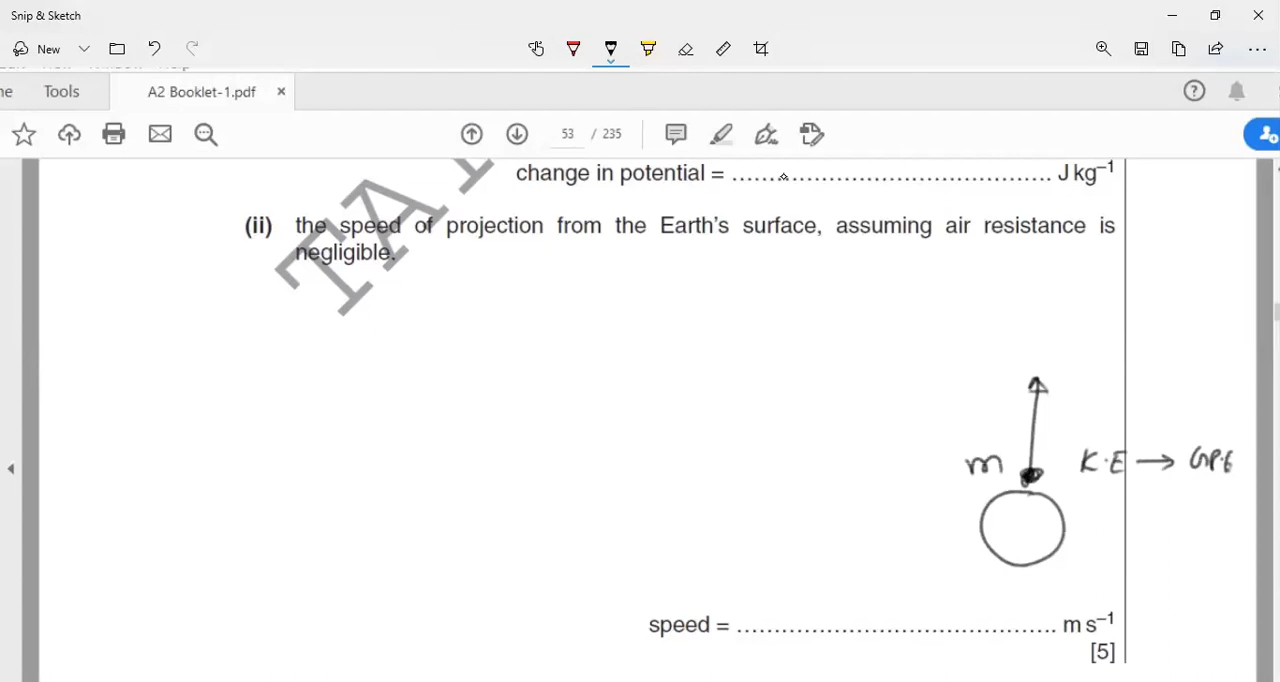 Snip & Sketch
New
Tools
A2 Booklet-1.pdf
53 / 235
change in potential = .......................................... J kg⁻¹
(ii) the speed of projection from the Earth's surface, assuming air resistance is
negligible.
m K.E → GP.E
speed = .......................................... m s⁻¹
[5]